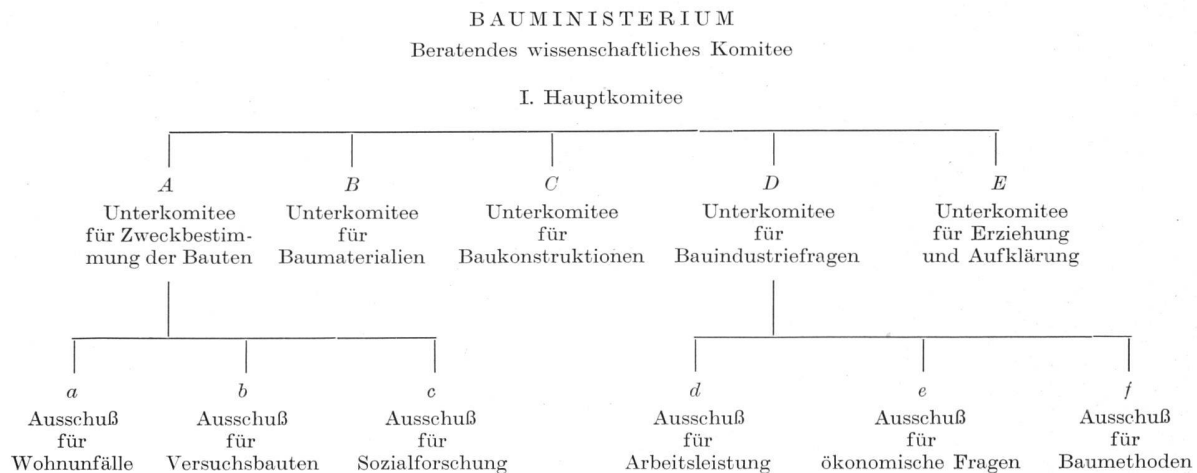 BAUMINISTERIUM
Beratendes wissenschaftliches Komitee
I. Hauptkomitee
A
Unterkomitee
für Zweckbestim-
mung der Bauten
B
Unterkomitee
für
Baumaterialien
C
Unterkomitee
für
Baukonstruktionen
D
Unterkomitee
für
Bauindustriefragen
E
Unterkomitee
für Erziehung
und Aufklärung
a
Ausschuß
für
Wohnunfälle
b
Ausschuß
für
Versuchsbauten
c
Ausschuß
für
Sozialforschung
d
Ausschuß
für
Arbeitsleistung
e
Ausschuß
für
ökonomische Fragen
f
Ausschuß
für
Baumethoden